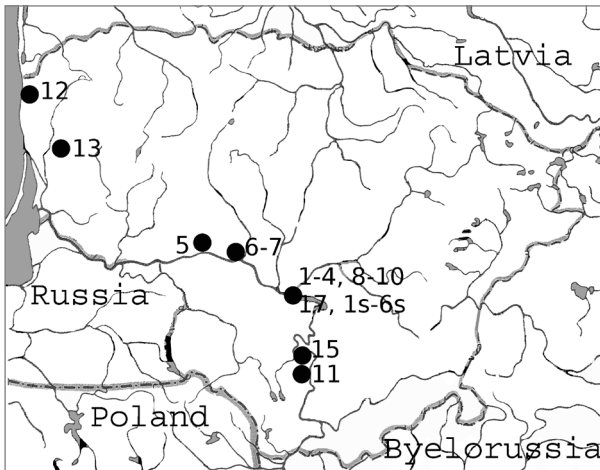 Latvia
12
13
5
6-7
1-4, 8-10
17, 1s-6s
Russia
15
11
Poland
Byelorussia